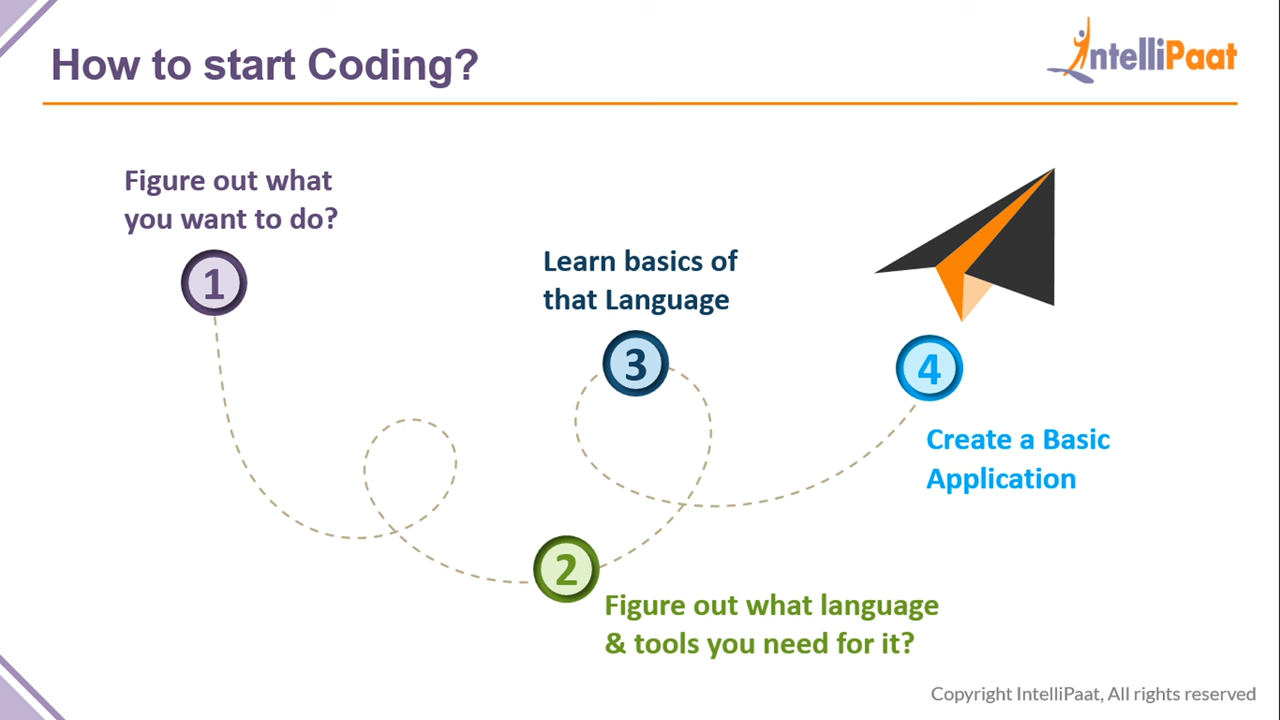 How to start Coding?
IntelliPaat
Figure out what
you want to do?
1
Learn basics of
that Language
3
4
Create a Basic
Application
2
Figure out what language
& tools you need for it?
Copyright IntelliPaat, All rights reserved